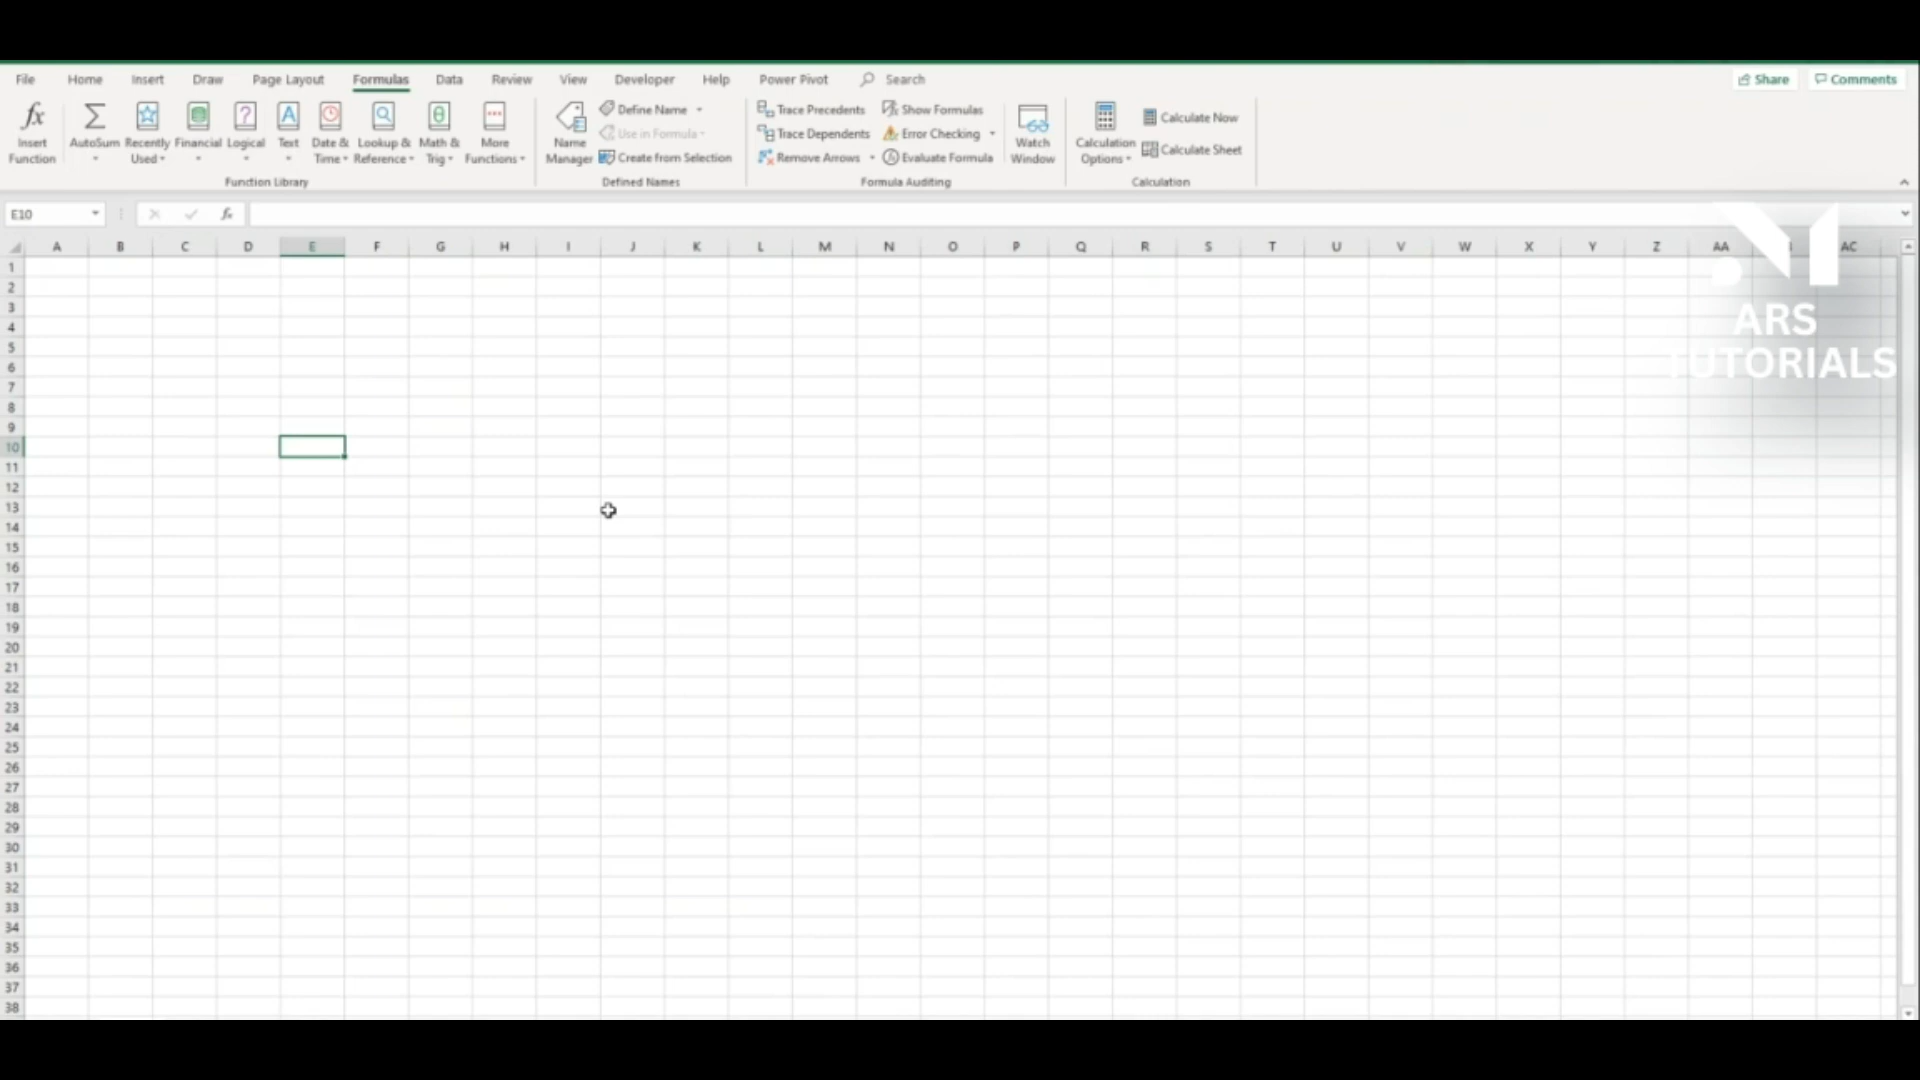 File Home Insert Draw Page Layout Formulas Data Review View Developer Help Power Pivot Search Share Comments
Insert Function
AutoSum
Recently Used
Financial
Logical
Text
Date & Time
Lookup & Reference
Math & Trig
More Functions
Function Library
Name Manager
Define Name
Use in Formula
Create from Selection
Defined Names
Trace Precedents
Trace Dependents
Remove Arrows
Show Formulas
Error Checking
Evaluate Formula
Formula Auditing
Watch Window
Calculation Options
Calculate Now
Calculate Sheet
Calculation
E10 fx
A B C D E F G H I J K L M N O P Q R S T U V W X Y Z AA AC
1
2
3
4
5
6
7
8
9
10
11
12
13
14
15
16
17
18
19
20
21
22
23
24
25
26
27
28
29
30
31
32
33
34
35
36
37
38
M
ARS
TUTORIALS